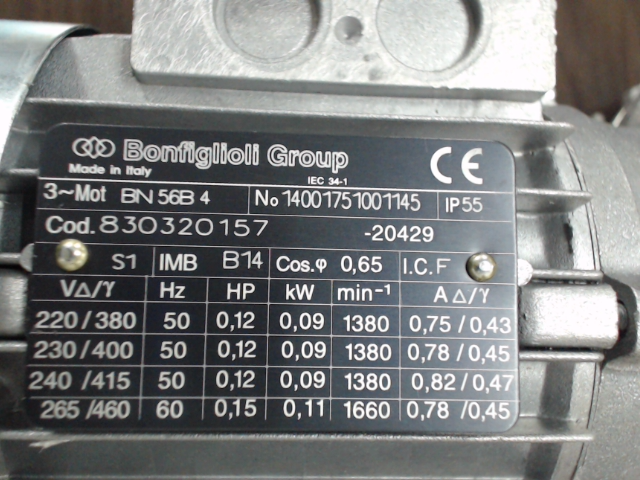 Bonfiglioli Group
Made in Italy
IEC 34-1
CE
3~Mot BN 56B 4 No 14001751001145 IP 55
Cod. 830320157 -20429
S1 IMB B14 Cos.φ 0,65 I.C. F
V∆/Y Hz HP kW min⁻¹ A ∆/Y
220/380 50 0,12 0,09 1380 0,75/0,43
230/400 50 0,12 0,09 1380 0,78/0,45
240/415 50 0,12 0,09 1380 0,82/0,47
265/460 60 0,15 0,11 1660 0,78/0,45